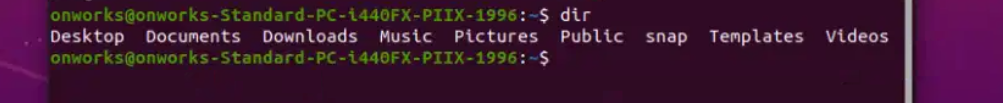 onworks@onworks-Standard-PC-i440FX-PIIX-1996:~$ dir
Desktop  Documents  Downloads  Music  Pictures  Public  snap  Templates  Videos
onworks@onworks-Standard-PC-i440FX-PIIX-1996:~$